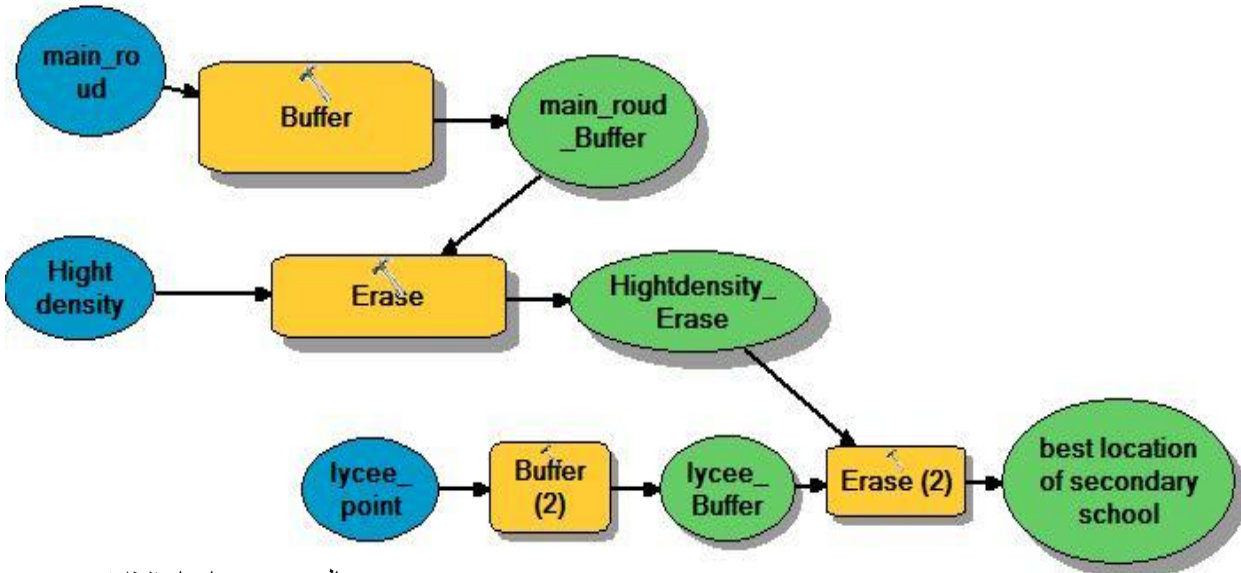 main_ro
ud
Buffer
main_roud
_Buffer
Hight
density
Erase
Hightdensity_
Erase
lycee_
point
Buffer
(2)
lycee_
Buffer
Erase (2)
best location
of secondary
school